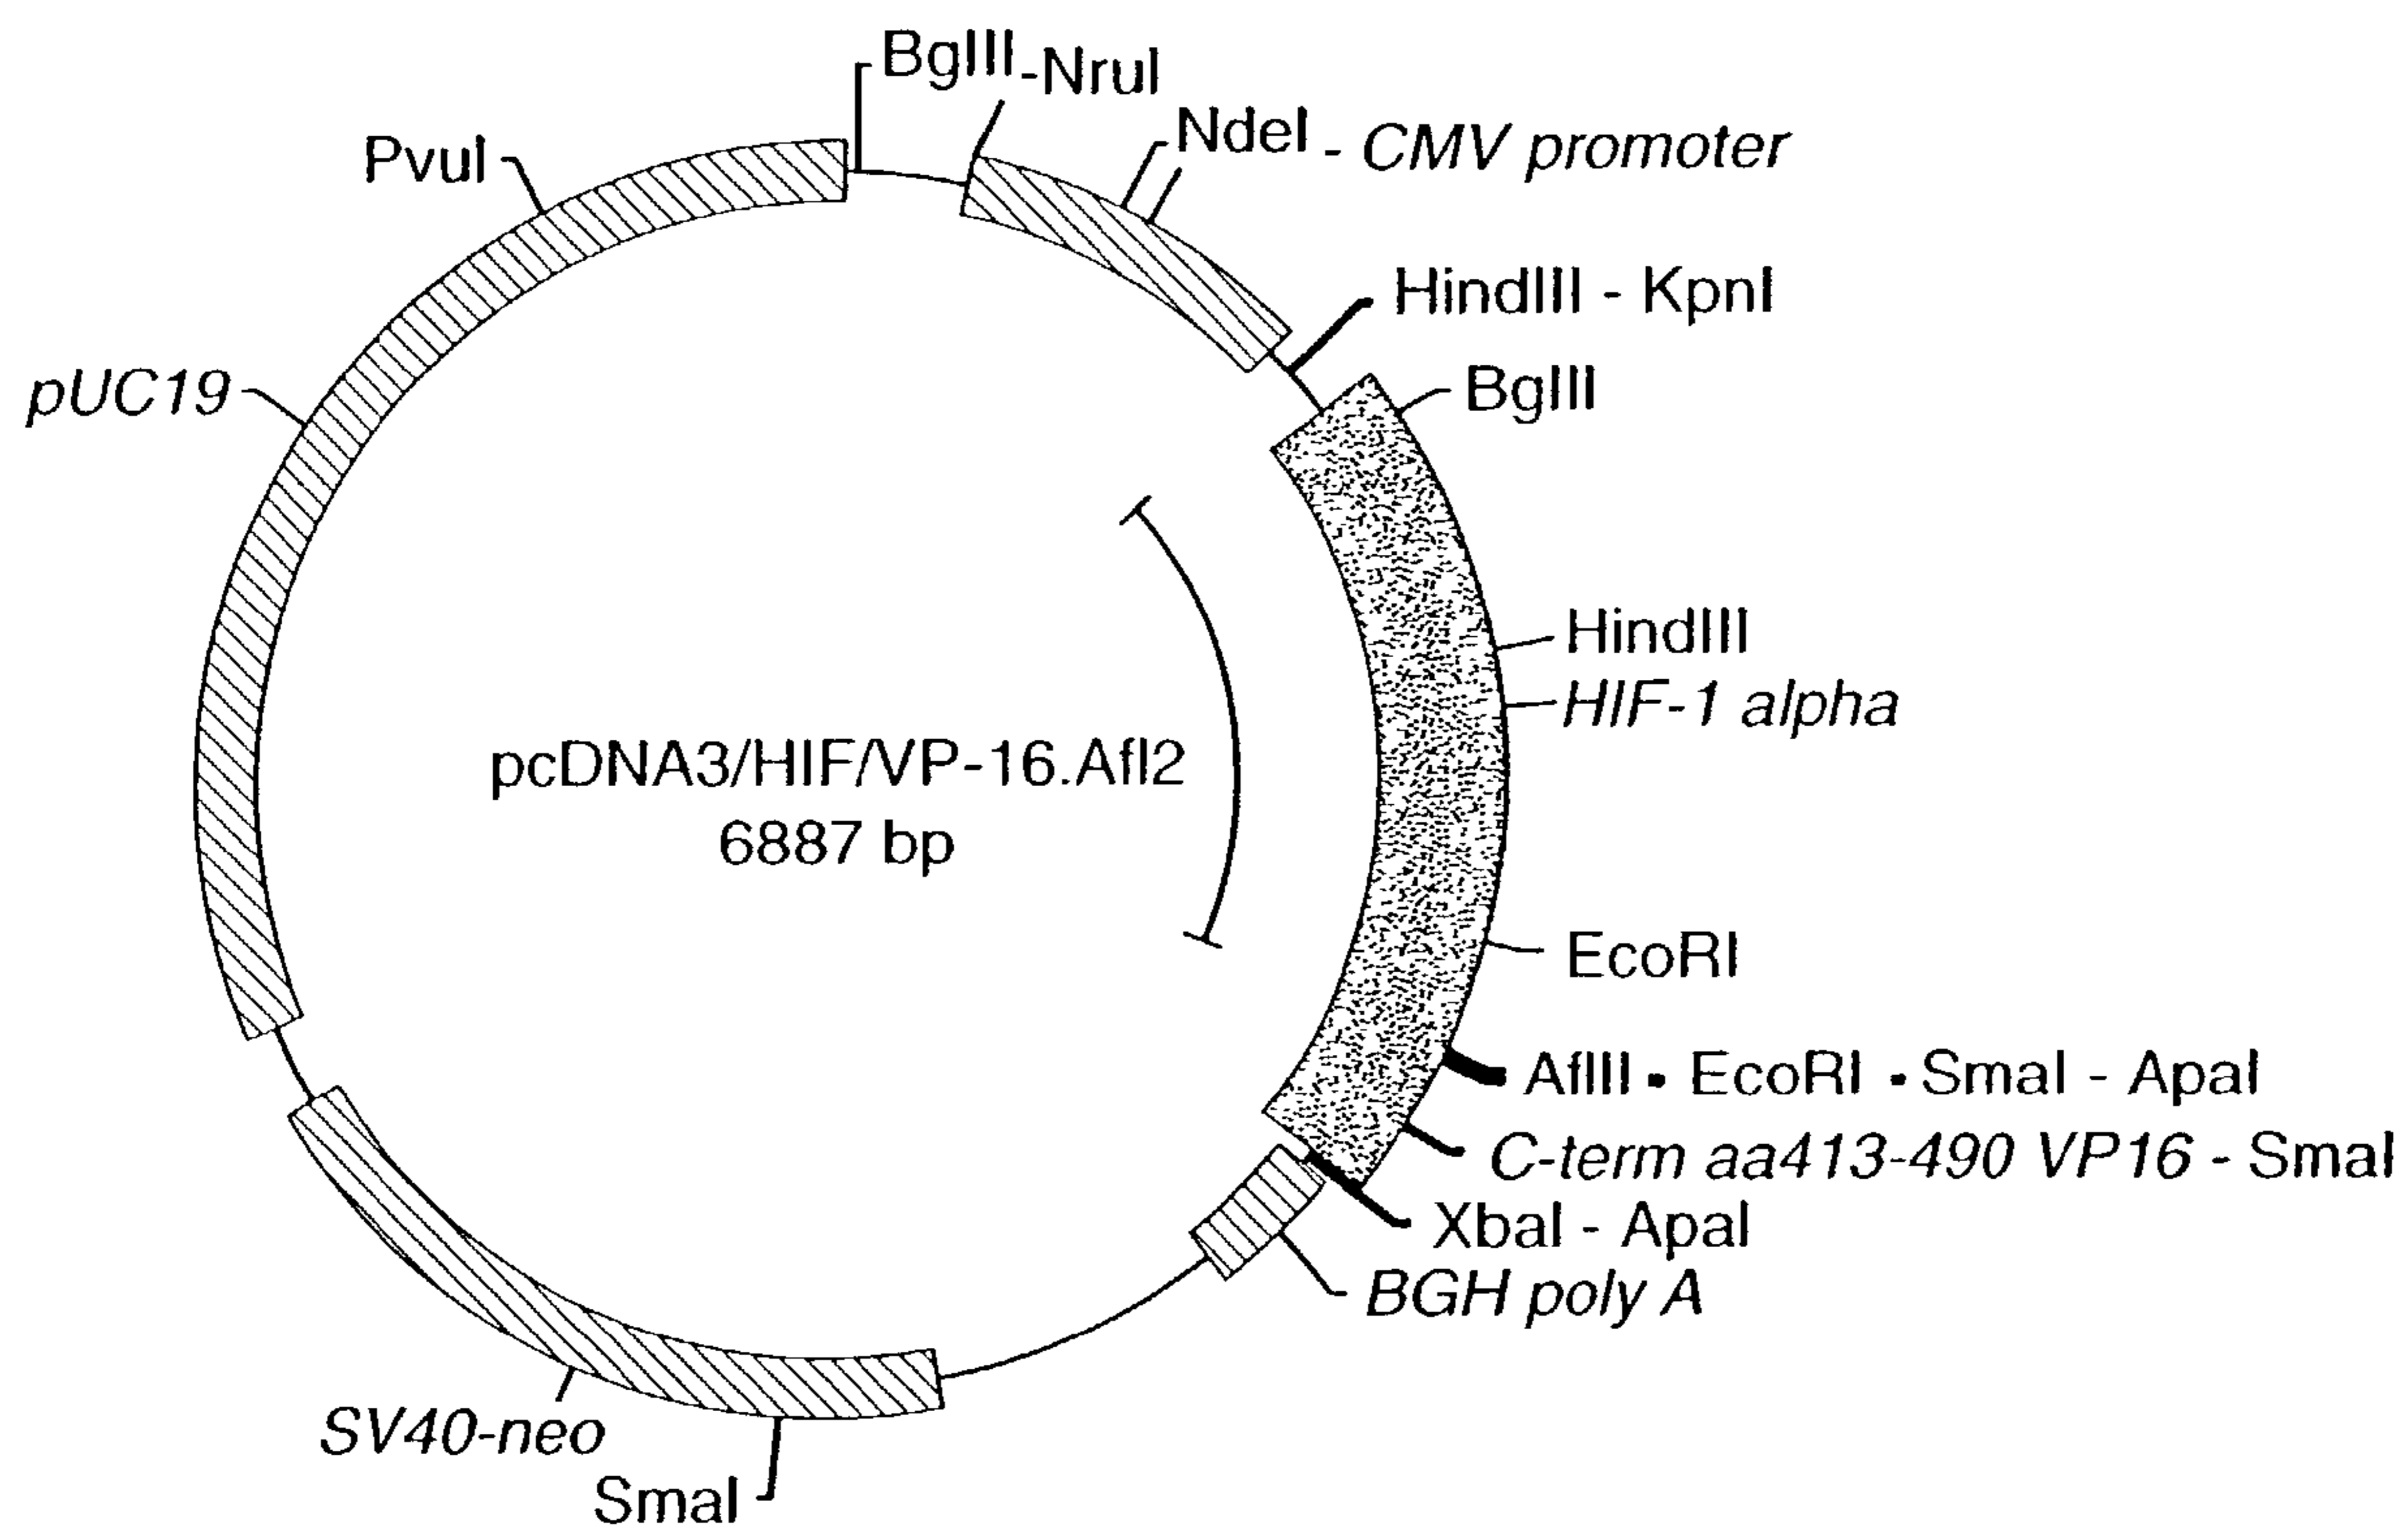 BglII-NruI
PvuI
NdeI - CMV promoter
HindIII - KpnI
pUC19
BglII
HindIII
HIF-1 alpha
pcDNA3/HIF/VP-16.Afl2
6887 bp
EcoRI
AflII • EcoRI • SmaI - ApaI
C-term aa413-490 VP16 - SmaI
XbaI - ApaI
BGH poly A
SV40-neo
SmaI